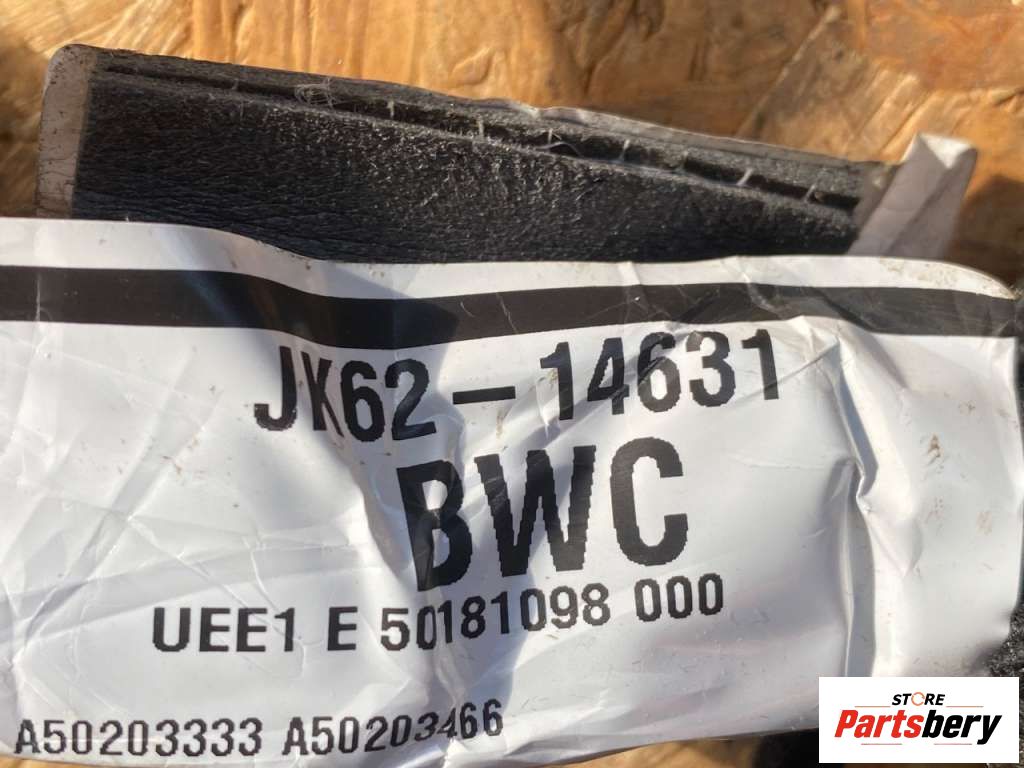 JK62-14631
BWC
UEE1 E 50181098 000
A50203333 A50203466
STORE
Partsbery